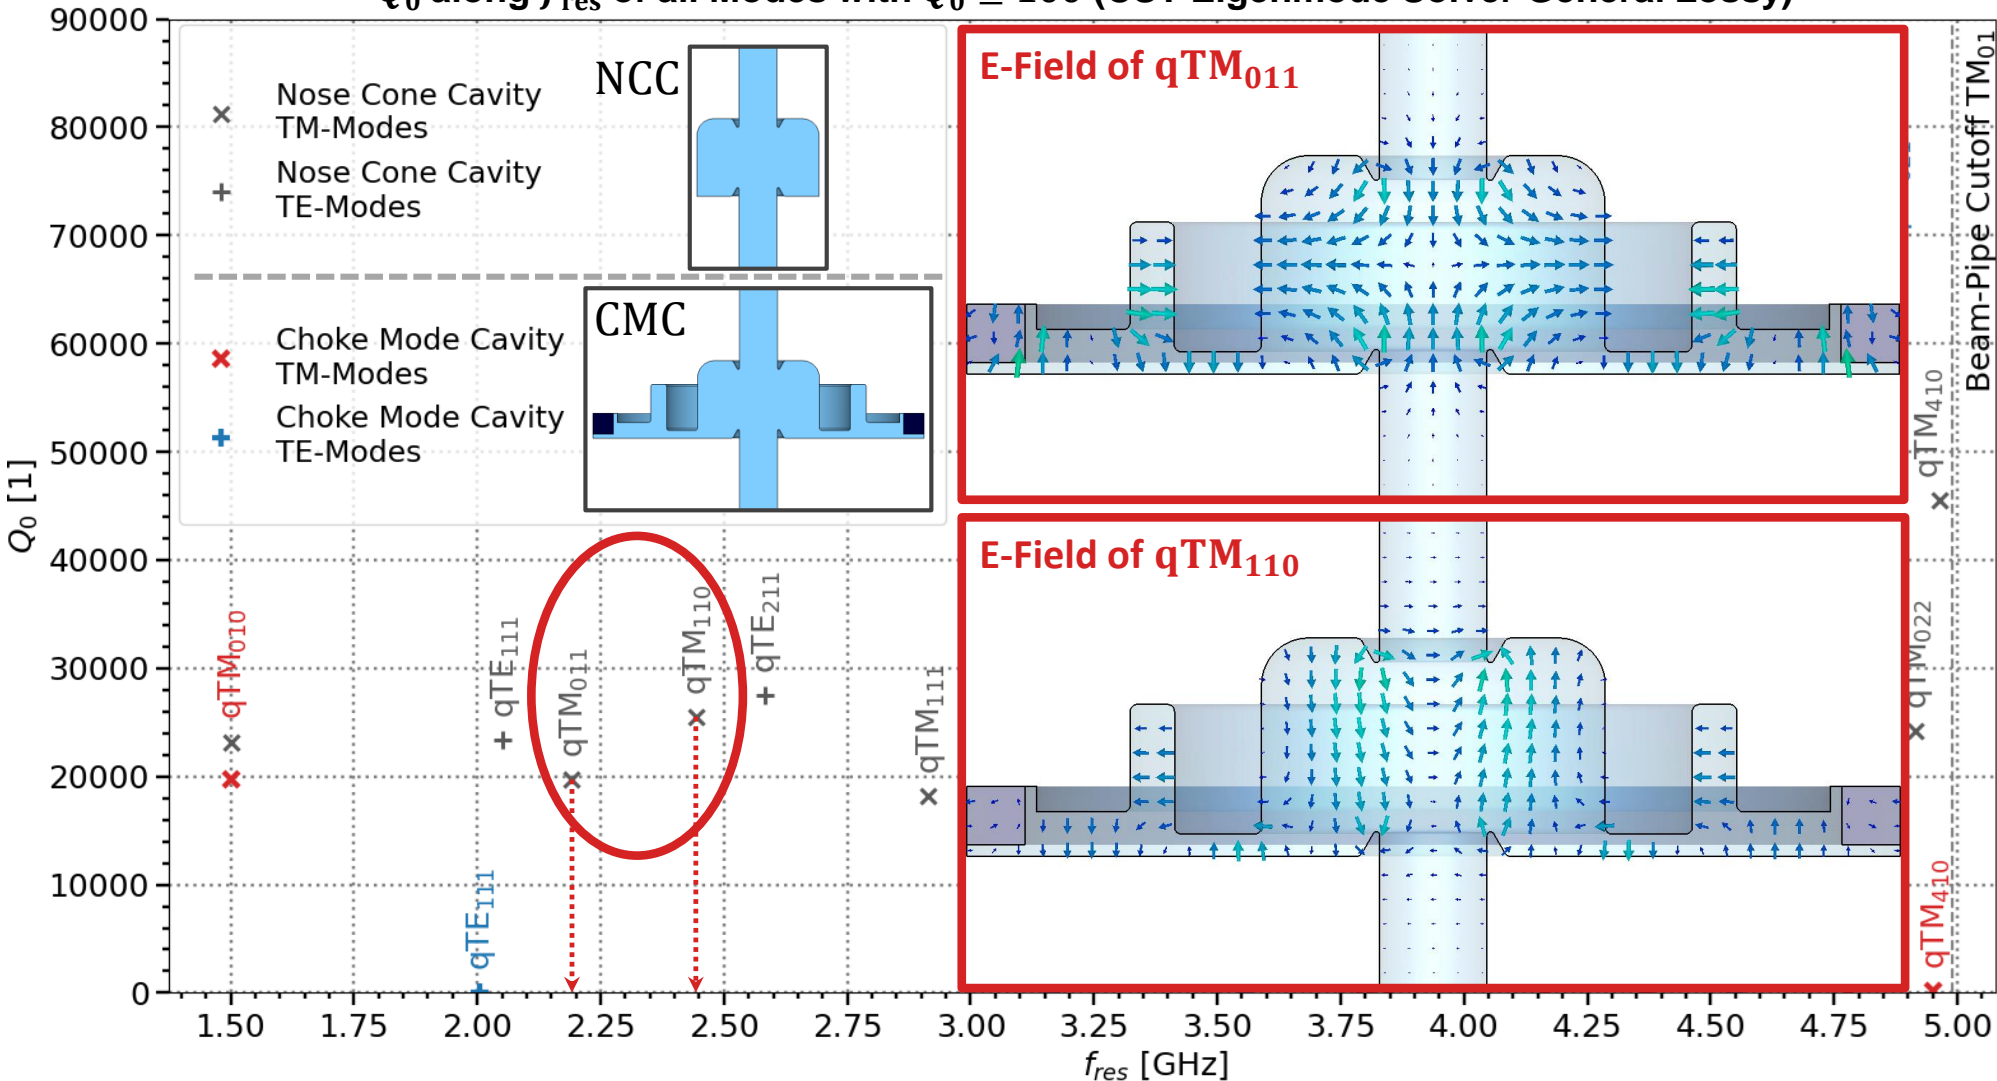 90000
80000
70000
60000
50000
40000
30000
20000
10000
0
Q₀ [1]
Nose Cone Cavity
TM-Modes
Nose Cone Cavity
TE-Modes
NCC
Choke Mode Cavity
TM-Modes
Choke Mode Cavity
TE-Modes
CMC
E-Field of qTM₀₁₁
E-Field of qTM₁₁₀
qTM₀₁₀
qTE₁₁₁
qTE₁₁₁
qTM₀₁₁
qTM₁₁₀
qTE₂₁₁
qTM₁₁₁
qTM₄₁₀
qTM₀₂₂
qTM₄₁₀
Beam-Pipe Cutoff TM₀₁
1.50 1.75 2.00 2.25 2.50 2.75 3.00 3.25 3.50 3.75 4.00 4.25 4.50 4.75 5.00
f_res [GHz]